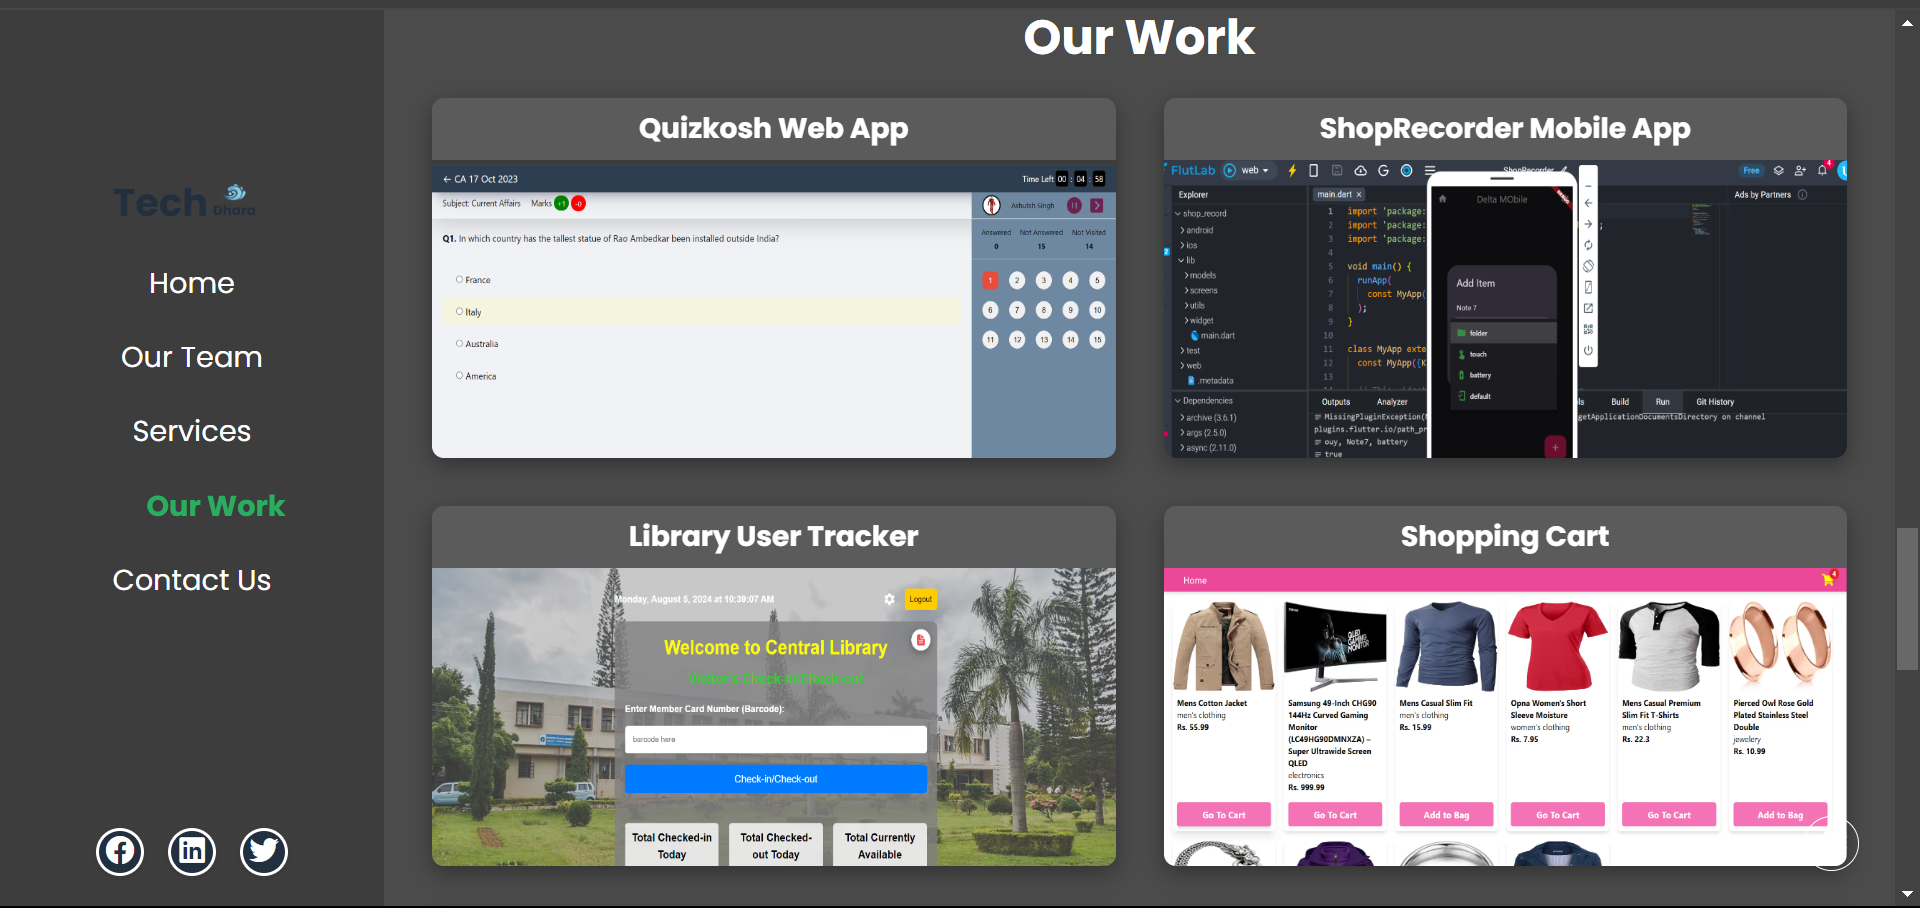 Tech
Dhara
Home
Our Team
Services
Our Work
Contact Us
Our Work
Quizkosh Web App
← CA 17 Oct 2023
Time Left 00 : 04 : 58
Subject: Current Affairs Marks +1 -0
Ashutsh Singh
Q1. In which country has the tallest statue of Rao Ambedkar been installed outside India?
France
Italy
Australia
America
Answered Not Answered Not Visited
0 15 14
1 2 3 4 5
6 7 8 9 10
11 12 13 14 15
ShopRecorder Mobile App
FlutLab web
ShopRecorder
Free
4
Explorer
main.dart ×
Ads by Partners
shop_record
android
ios
lib
models
screens
utils
widget
main.dart
test
web
.metadata
Dependencies
archive (3.6.1)
args (2.5.0)
async (2.11.0)
1 import 'package:
2 import 'package:
3 import 'package:
4
5 void main() {
6 runApp(
7 const MyApp(
8 );
9 }
10
11 class MyApp exte
12 const MyApp({K
13
Delta MObile
Add Item
Note 7
folder
touch
battery
default
+
Outputs Analyzer
Build Run Git History
MissingPluginException(
getApplicationDocumentsDirectory on channel
plugins.flutter.io/path_pr
ouy, Note7, battery
true
Library User Tracker
Monday, August 5, 2024 at 10:39:07 AM
Logout
Welcome to Central Library
Visitor's Check-in/Check-out
Enter Member Card Number (Barcode):
barcode here
Check-in/Check-out
Total Checked-in
Today
Total Checked-
out Today
Total Currently
Available
Shopping Cart
Home
4
Mens Cotton Jacket
men's clothing
Rs. 55.99
Go To Cart
QLED
GAMING
MONITOR
Samsung 49-Inch CHG90
144Hz Curved Gaming
Monitor
(LC49HG90DMNXZA) –
Super Ultrawide Screen
QLED
electronics
Rs. 999.99
Go To Cart
Mens Casual Slim Fit
men's clothing
Rs. 15.99
Add to Bag
Opna Women's Short
Sleeve Moisture
women's clothing
Rs. 7.95
Go To Cart
Mens Casual Premium
Slim Fit T-Shirts
men's clothing
Rs. 22.3
Go To Cart
Pierced Owl Rose Gold
Plated Stainless Steel
Double
jewelery
Rs. 10.99
Add to Bag